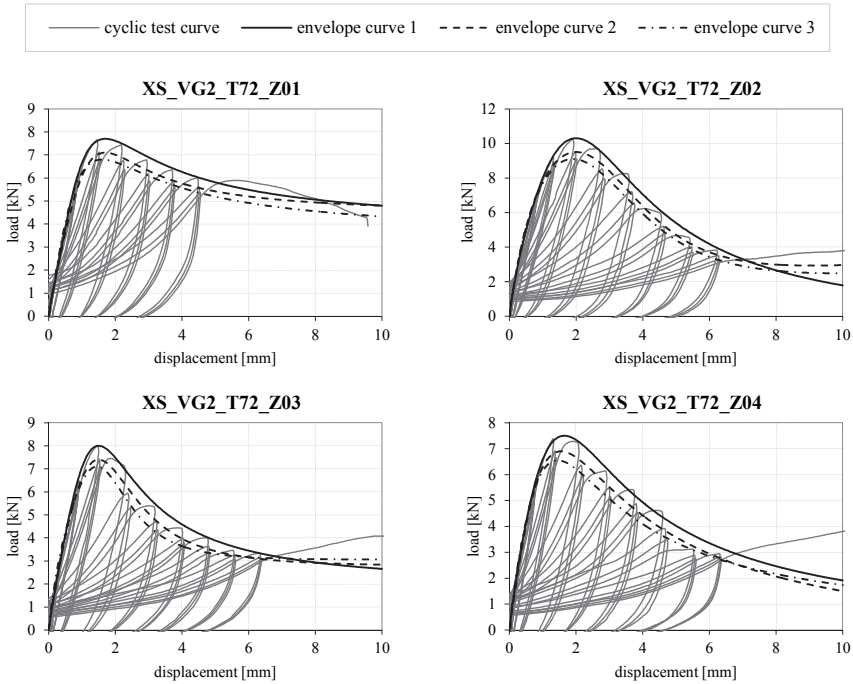 cyclic test curve envelope curve 1 envelope curve 2 envelope curve 3
XS_VG2_T72_Z01
9
8
7
6
5
4
3
2
1
0
load [kN]
0 2 4 6 8 10
displacement [mm]
XS_VG2_T72_Z02
12
10
8
6
4
2
0
load [kN]
0 2 4 6 8 10
displacement [mm]
XS_VG2_T72_Z03
9
8
7
6
5
4
3
2
1
0
load [kN]
0 2 4 6 8 10
displacement [mm]
XS_VG2_T72_Z04
8
7
6
5
4
3
2
1
0
load [kN]
0 2 4 6 8 10
displacement [mm]